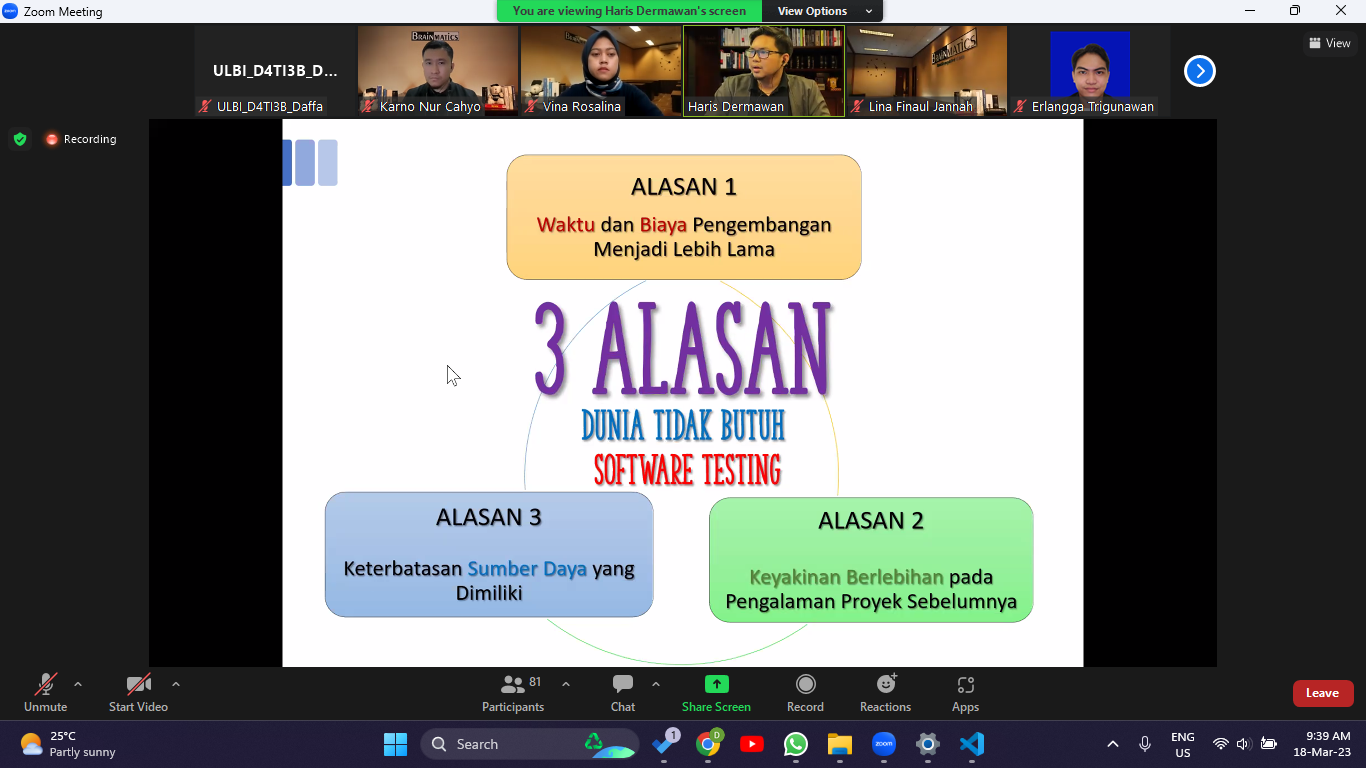 Zoom Meeting
You are viewing Haris Dermawan's screen
View Options
ULBI_D4TI3B_D...
ULBI_D4TI3B_Daffa
BRAINMATICS
Karno Nur Cahyo
Vina Rosalina
Haris Dermawan
BRAINMATICS
Lina Finaul Jannah
Erlangga Trigunawan
View
Recording
ALASAN 1
Waktu dan Biaya Pengembangan
Menjadi Lebih Lama
3 ALASAN
DUNIA TIDAK BUTUH
SOFTWARE TESTING
ALASAN 3
Keterbatasan Sumber Daya yang
Dimiliki
ALASAN 2
Keyakinan Berlebihan pada
Pengalaman Proyek Sebelumnya
Unmute
Start Video
81
Participants
Chat
Share Screen
Record
Reactions
Apps
Leave
25°C
Partly sunny
Search
1
D
zoom
ENG
US
9:39 AM
18-Mar-23